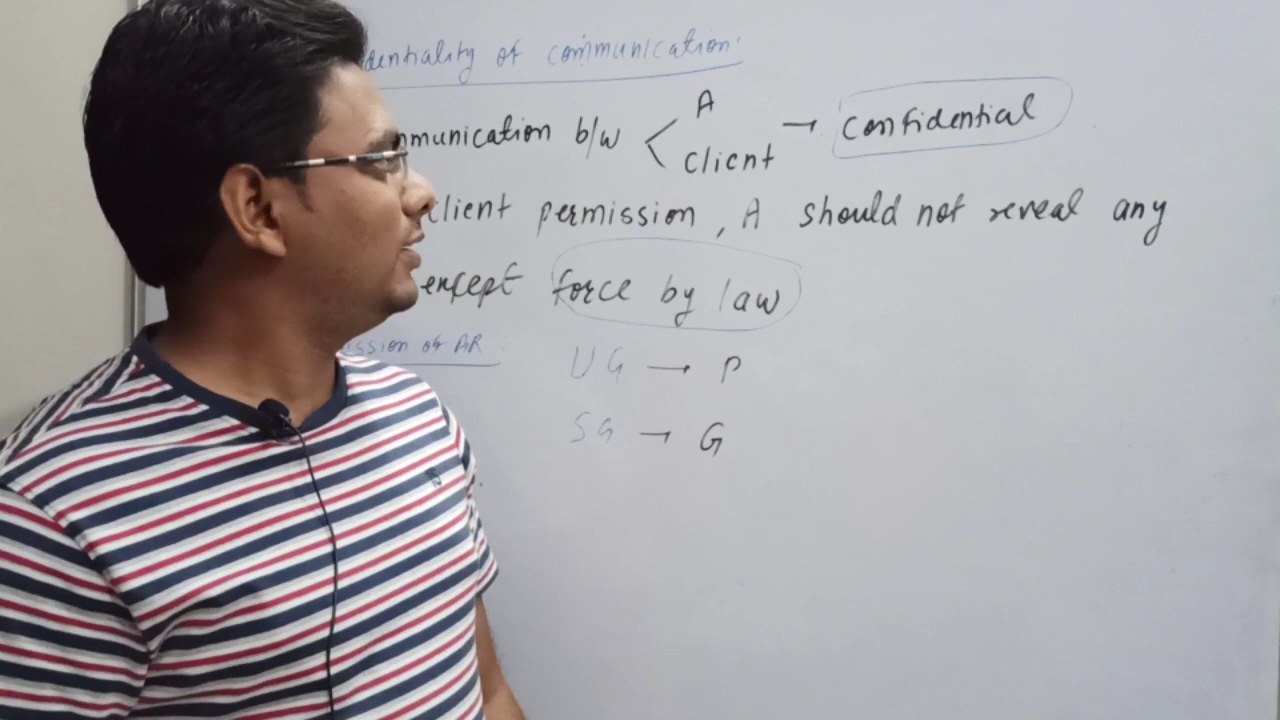 dentiality of communication:
mmunication b/w < A → confidential
client
client permission, A should not reveal any
except force by law
ssion of AR :
UG → P
SG → G